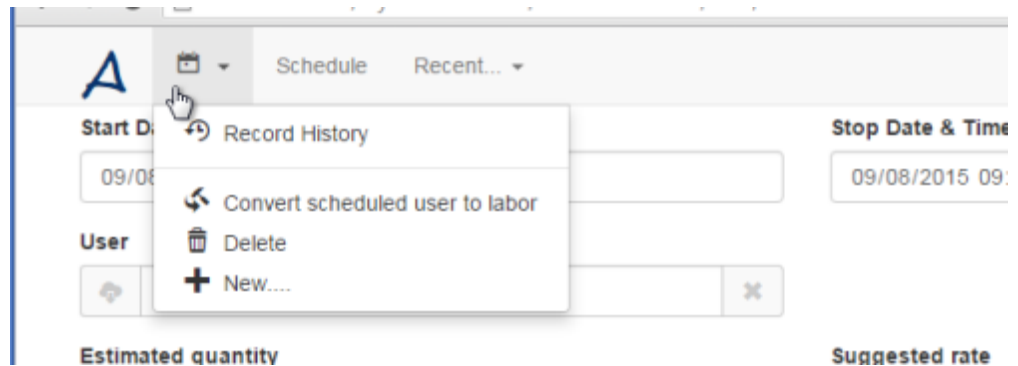 Schedule Recent...
Start D
Stop Date & Time
Record History
09/08
09/08/2015 09:
Convert scheduled user to labor
User
Delete
New....
Estimated quantity
Suggested rate